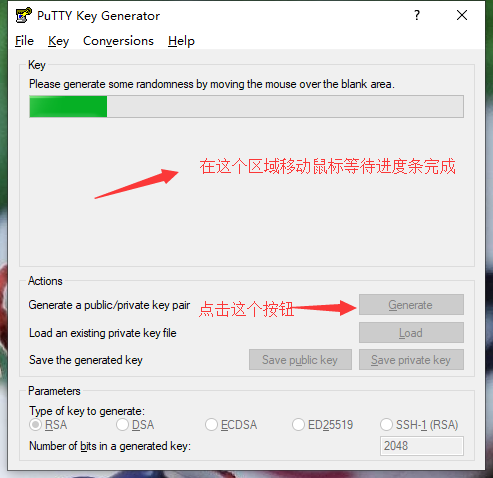 PuTTY Key Generator
?
File Key Conversions Help
Key
Please generate some randomness by moving the mouse over the blank area.
在这个区域移动鼠标等待进度条完成
Actions
Generate a public/private key pair 点击这个按钮 Generate
Load an existing private key file Load
Save the generated key Save public key Save private key
Parameters
Type of key to generate:
RSA DSA ECDSA ED25519 SSH-1 (RSA)
Number of bits in a generated key: 2048